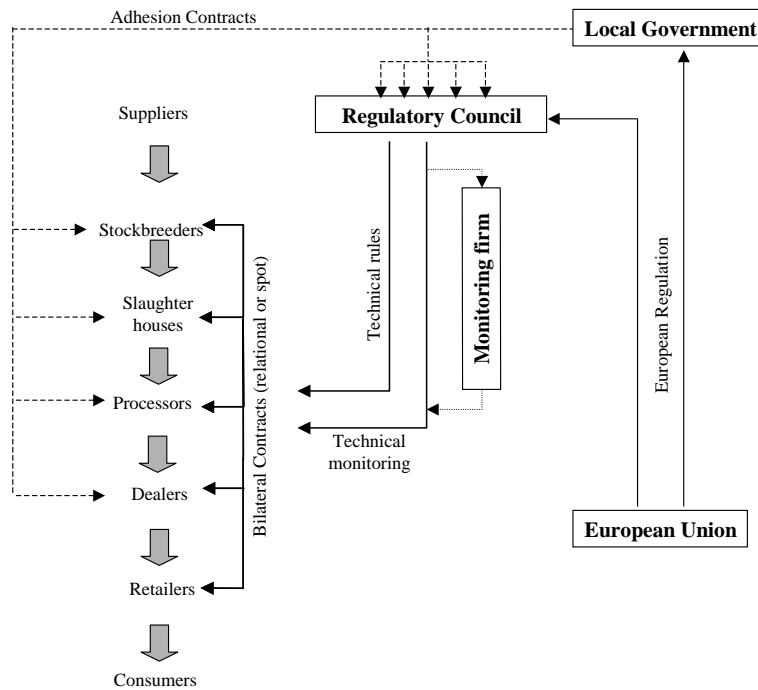 Adhesion Contracts
Local Government
Suppliers
Regulatory Council
Stockbreeders
Slaughter
houses
Processors
Dealers
Retailers
Consumers
Bilateral Contracts (relational or spot)
Technical rules
Technical
monitoring
Monitoring firm
European Regulation
European Union